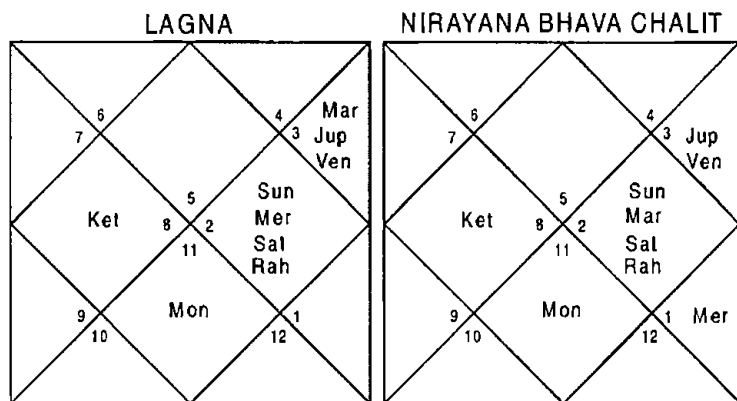 LAGNA
6
7
4
3
Mar
Jup
Ven
5
8
2
11
Ket
Sun
Mer
Sat
Rah
Mon
9
10
1
12
NIRAYANA BHAVA CHALIT
6
7
4
3
Jup
Ven
5
8
2
11
Ket
Sun
Mar
Sat
Rah
Mon
9
10
1
12
Mer